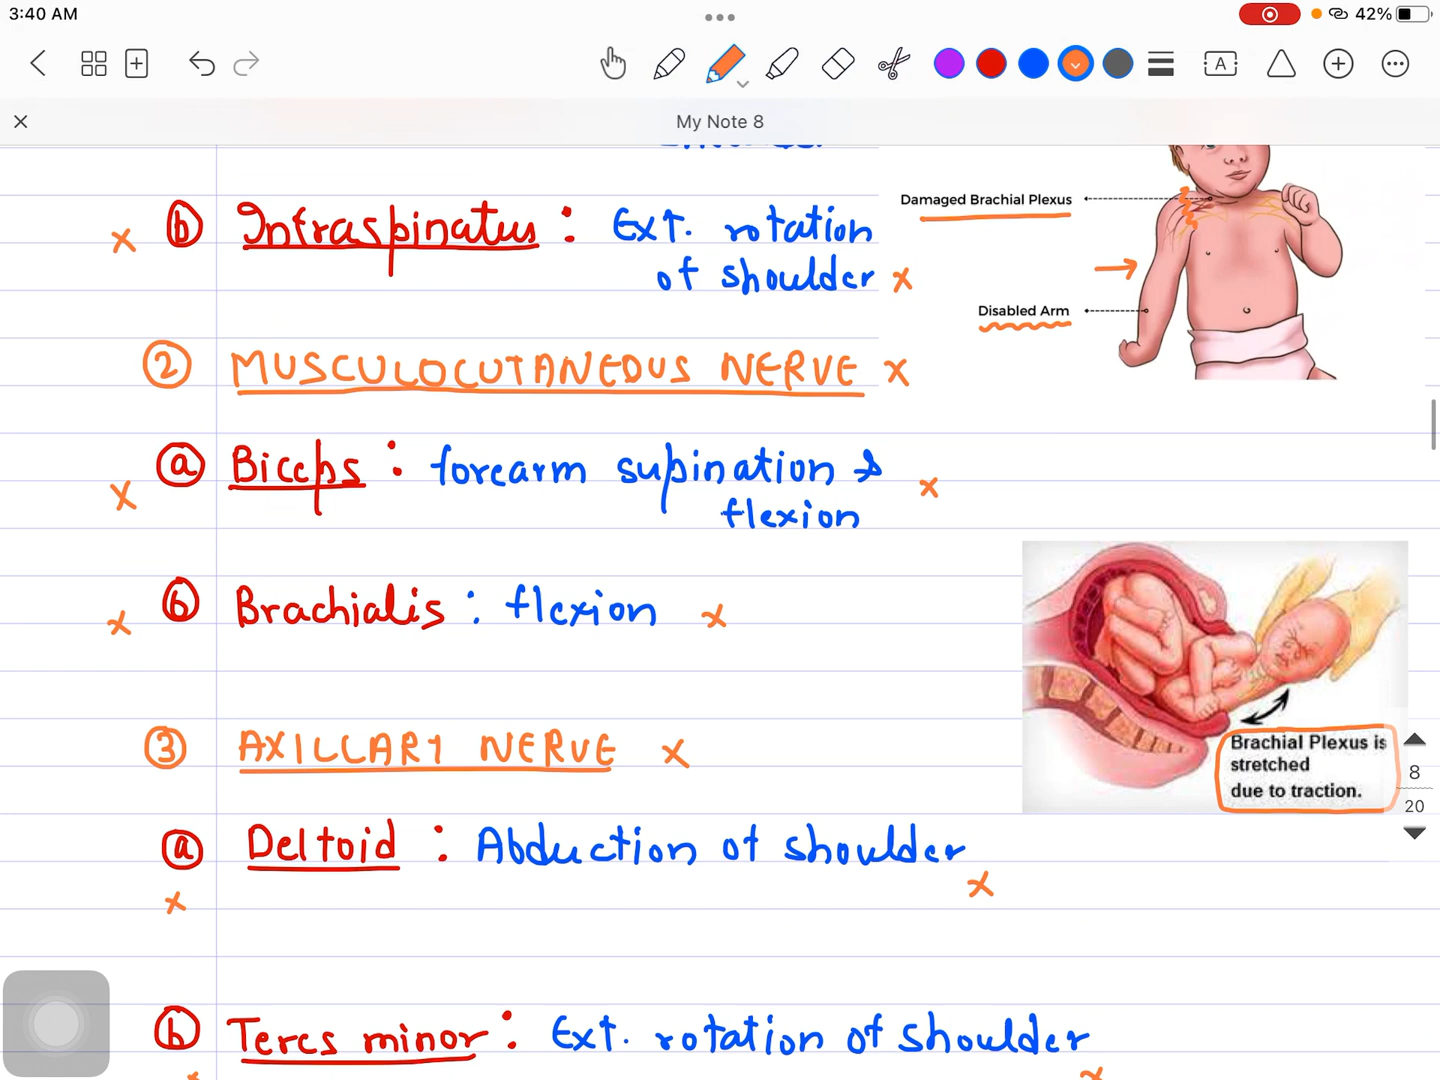 3:40 AM
42%
A
My Note 8
Damaged Brachial Plexus
b Infraspinatus : Ext. rotation
of shoulder x
x
Disabled Arm
2 MUSCULOCUTANEOUS NERVE x
a Biceps : forearm supination &
flexion
x x
b Brachialis : flexion x
x
3 AXILLARY NERVE x
Brachial Plexus is
stretched
due to traction.
8
20
a Deltoid : Abduction of shoulder
x x
b Teres minor : Ext. rotation of shoulder